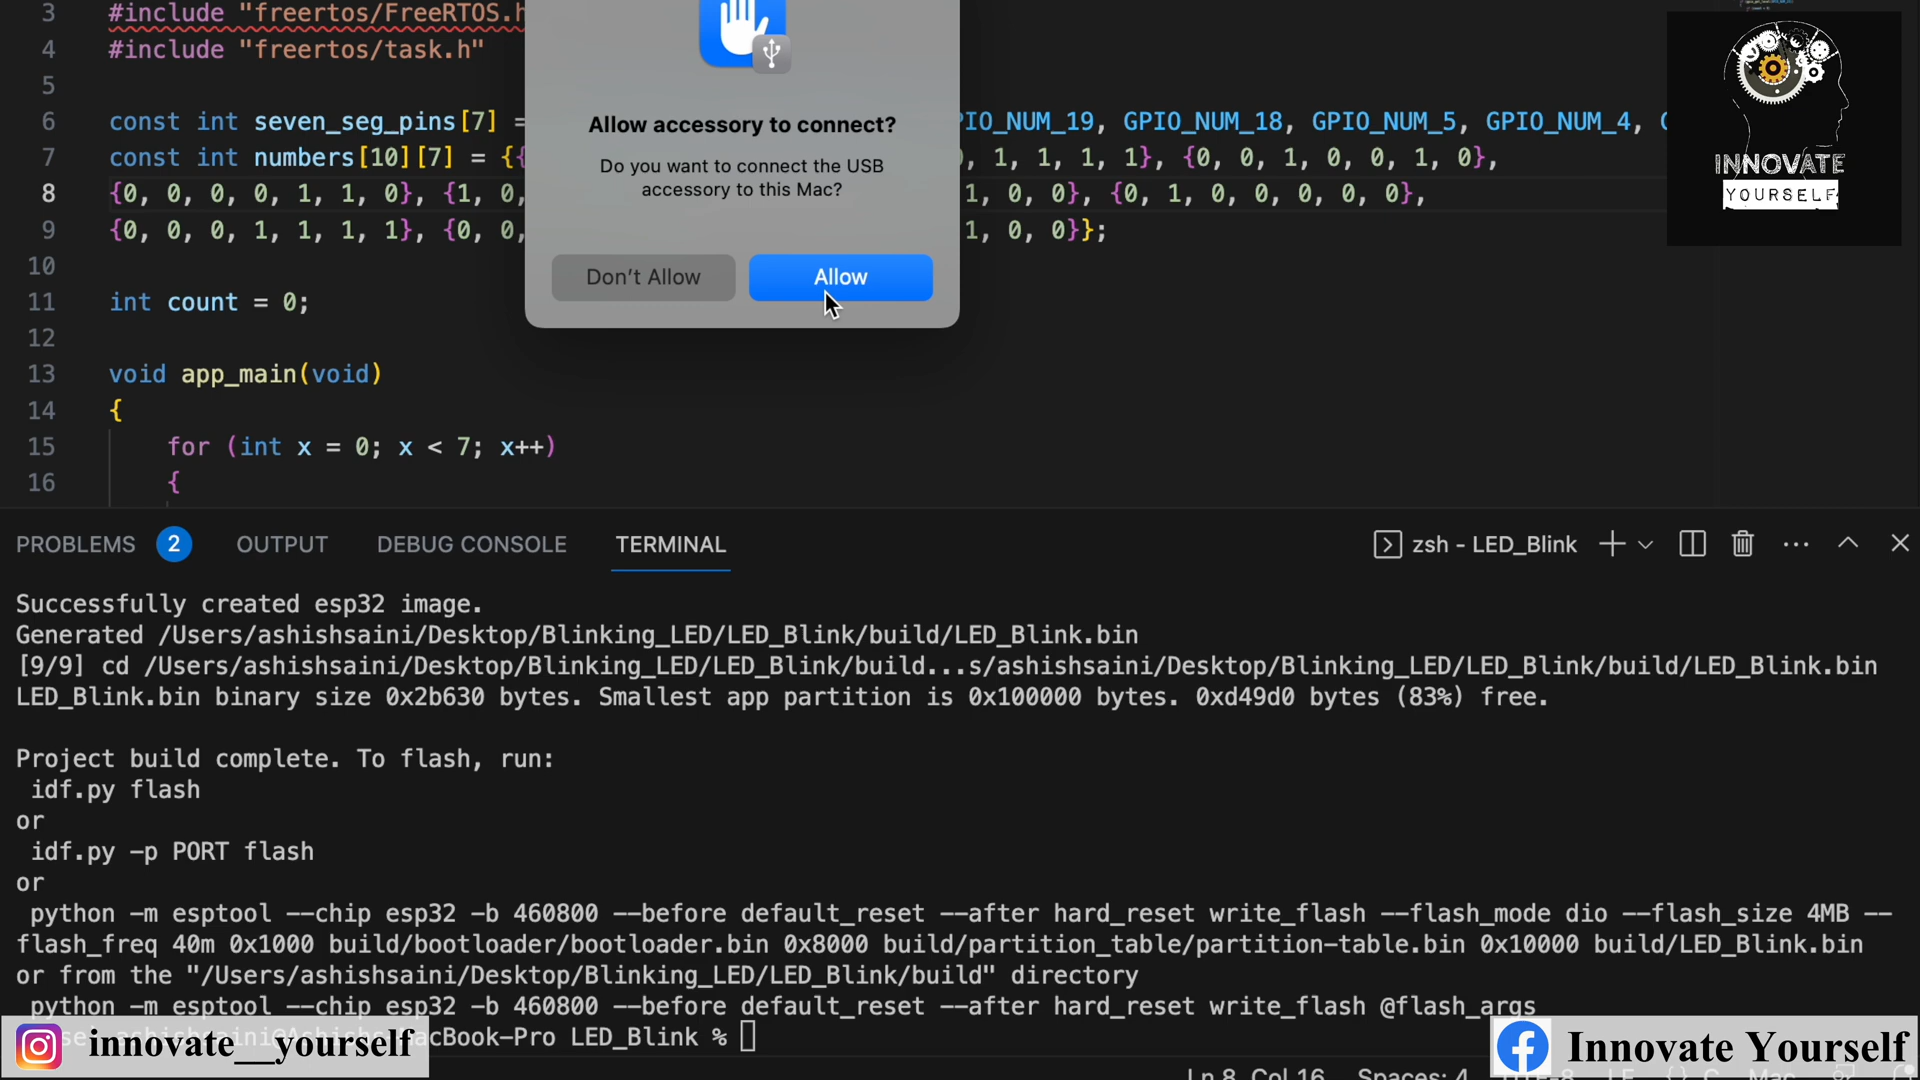 3 #include "freertos/FreeRTOS.h
4 #include "freertos/task.h"
5
6 const int seven_seg_pins[7] = PIO_NUM_19, GPIO_NUM_18, GPIO_NUM_5, GPIO_NUM_4,
7 const int numbers[10][7] = {{ , 1, 1, 1, 1}, {0, 0, 1, 0, 0, 1, 0},
8 {0, 0, 0, 0, 1, 1, 0}, {1, 0, 1, 0, 0}, {0, 1, 0, 0, 0, 0, 0},
9 {0, 0, 0, 1, 1, 1, 1}, {0, 0, 1, 0, 0}};
10
11 int count = 0;
12
13 void app_main(void)
14 {
15 for (int x = 0; x < 7; x++)
16 {
Allow accessory to connect?
Do you want to connect the USB
accessory to this Mac?
Don't Allow Allow
INNOVATE
YOURSELF
PROBLEMS 2 OUTPUT DEBUG CONSOLE TERMINAL zsh - LED_Blink
Successfully created esp32 image.
Generated /Users/ashishsaini/Desktop/Blinking_LED/LED_Blink/build/LED_Blink.bin
[9/9] cd /Users/ashishsaini/Desktop/Blinking_LED/LED_Blink/build...s/ashishsaini/Desktop/Blinking_LED/LED_Blink/build/LED_Blink.bin
LED_Blink.bin binary size 0x2b630 bytes. Smallest app partition is 0x100000 bytes. 0xd49d0 bytes (83%) free.
Project build complete. To flash, run:
idf.py flash
or
idf.py -p PORT flash
or
python -m esptool --chip esp32 -b 460800 --before default_reset --after hard_reset write_flash --flash_mode dio --flash_size 4MB --
flash_freq 40m 0x1000 build/bootloader/bootloader.bin 0x8000 build/partition_table/partition-table.bin 0x10000 build/LED_Blink.bin
or from the "/Users/ashishsaini/Desktop/Blinking_LED/LED_Blink/build" directory
python -m esptool --chip esp32 -b 460800 --before default_reset --after hard_reset write_flash @flash_args
acBook-Pro LED_Blink %
innovate__yourself
Innovate Yourself
Ln 8, Col 16 Spaces: 4